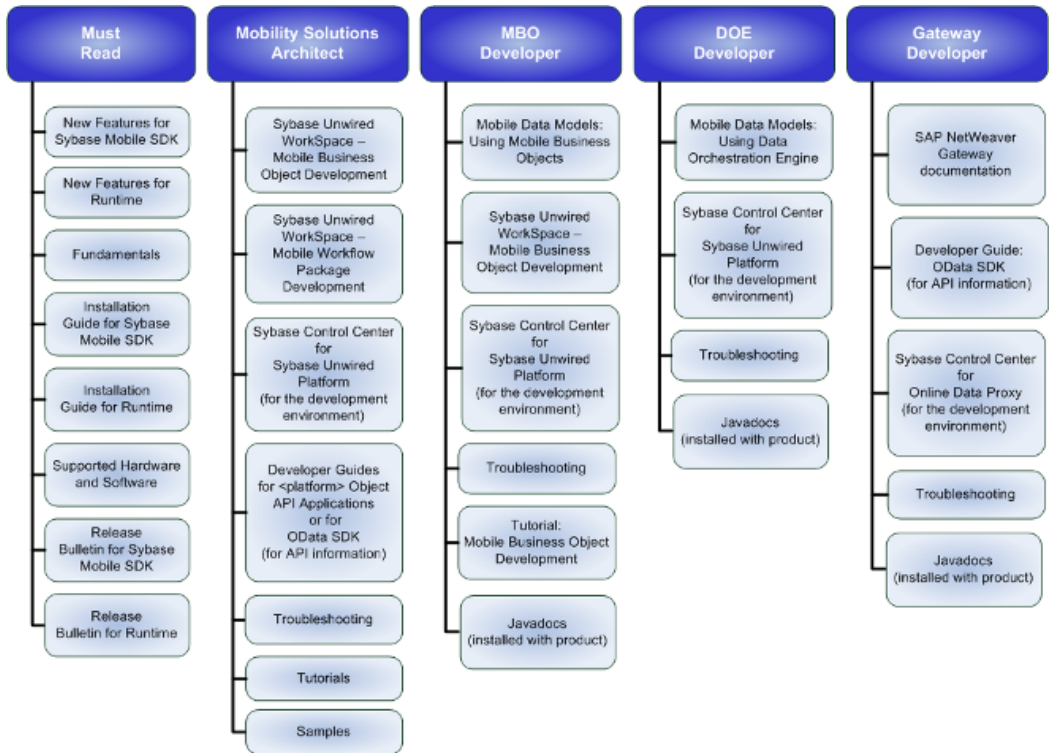 Must
Read
New Features for
Sybase Mobile SDK
New Features for
Runtime
Fundamentals
Installation
Guide for Sybase
Mobile SDK
Installation
Guide for Runtime
Supported Hardware
and Software
Release
Bulletin for Sybase
Mobile SDK
Release
Bulletin for Runtime
Mobility Solutions
Architect
Sybase Unwired
WorkSpace –
Mobile Business
Object Development
Sybase Unwired
WorkSpace –
Mobile Workflow
Package
Development
Sybase Control Center
for
Sybase Unwired
Platform
(for the development
environment)
Developer Guides
for <platform> Object
API Applications
or for
OData SDK
(for API information)
Troubleshooting
Tutorials
Samples
MBO
Developer
Mobile Data Models:
Using Mobile Business
Objects
Sybase Unwired
WorkSpace –
Mobile Business
Object Development
Sybase Control Center
for
Sybase Unwired
Platform
(for the development
environment)
Troubleshooting
Tutorial:
Mobile Business Object
Development
Javadocs
(installed with product)
DOE
Developer
Mobile Data Models:
Using Data
Orchestration Engine
Sybase Control Center
for
Sybase Unwired
Platform
(for the development
environment)
Troubleshooting
Javadocs
(installed with product)
Gateway
Developer
SAP NetWeaver
Gateway
documentation
Developer Guide:
OData SDK
(for API information)
Sybase Control Center
for
Online Data Proxy
(for the development
environment)
Troubleshooting
Javadocs
(installed with product)